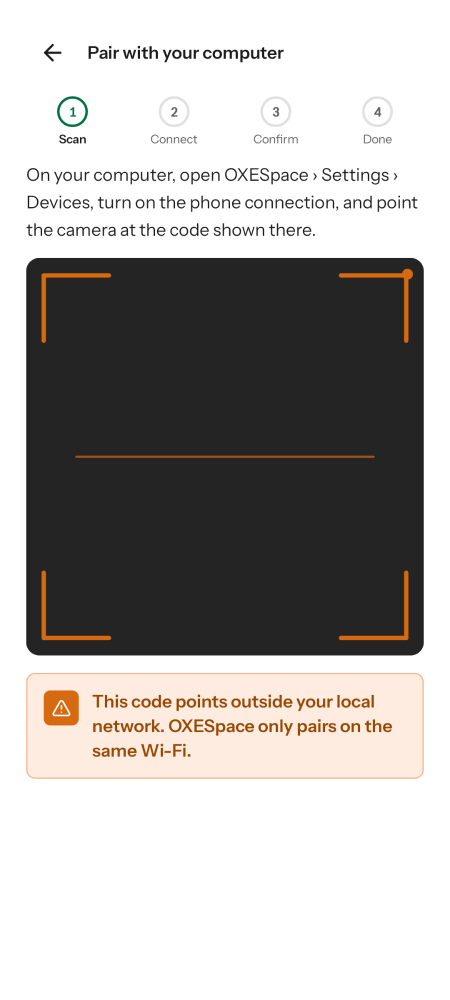 Pair with your computer
1 2 3 4
Scan Connect Confirm Done
On your computer, open OXESpace › Settings ›
Devices, turn on the phone connection, and point
the camera at the code shown there.
This code points outside your local
network. OXESpace only pairs on the
same Wi-Fi.